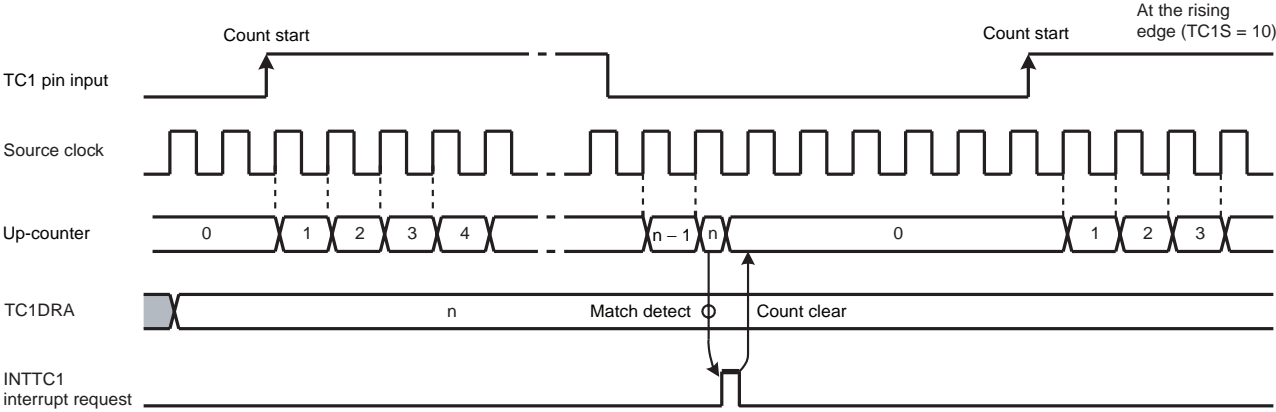 At the rising
edge (TC1S = 10)
Count start
Count start
TC1 pin input
Source clock
Up-counter
0
1
2
3
4
n – 1
n
0
1
2
3
TC1DRA
n
Match detect
Count clear
INTTC1
interrupt request